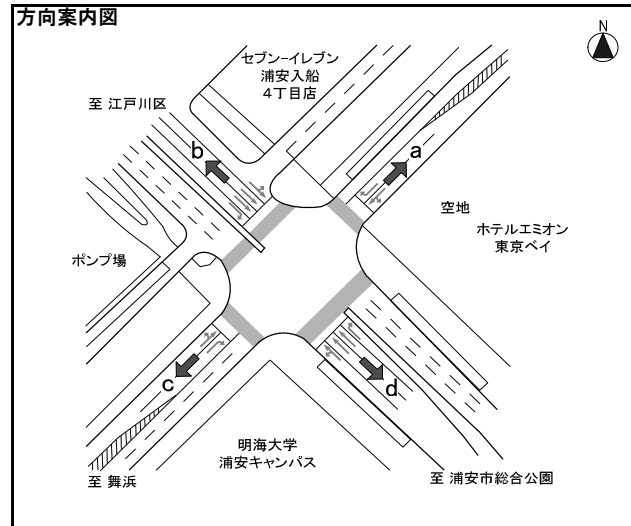 方向案内図
N
セブン-イレブン
浦安入船
4丁目店
至 江戸川区
b
a
空地
ホテルエミオン
東京ベイ
ポンプ場
c
d
明海大学
浦安キャンパス
至 舞浜
至 浦安市総合公園